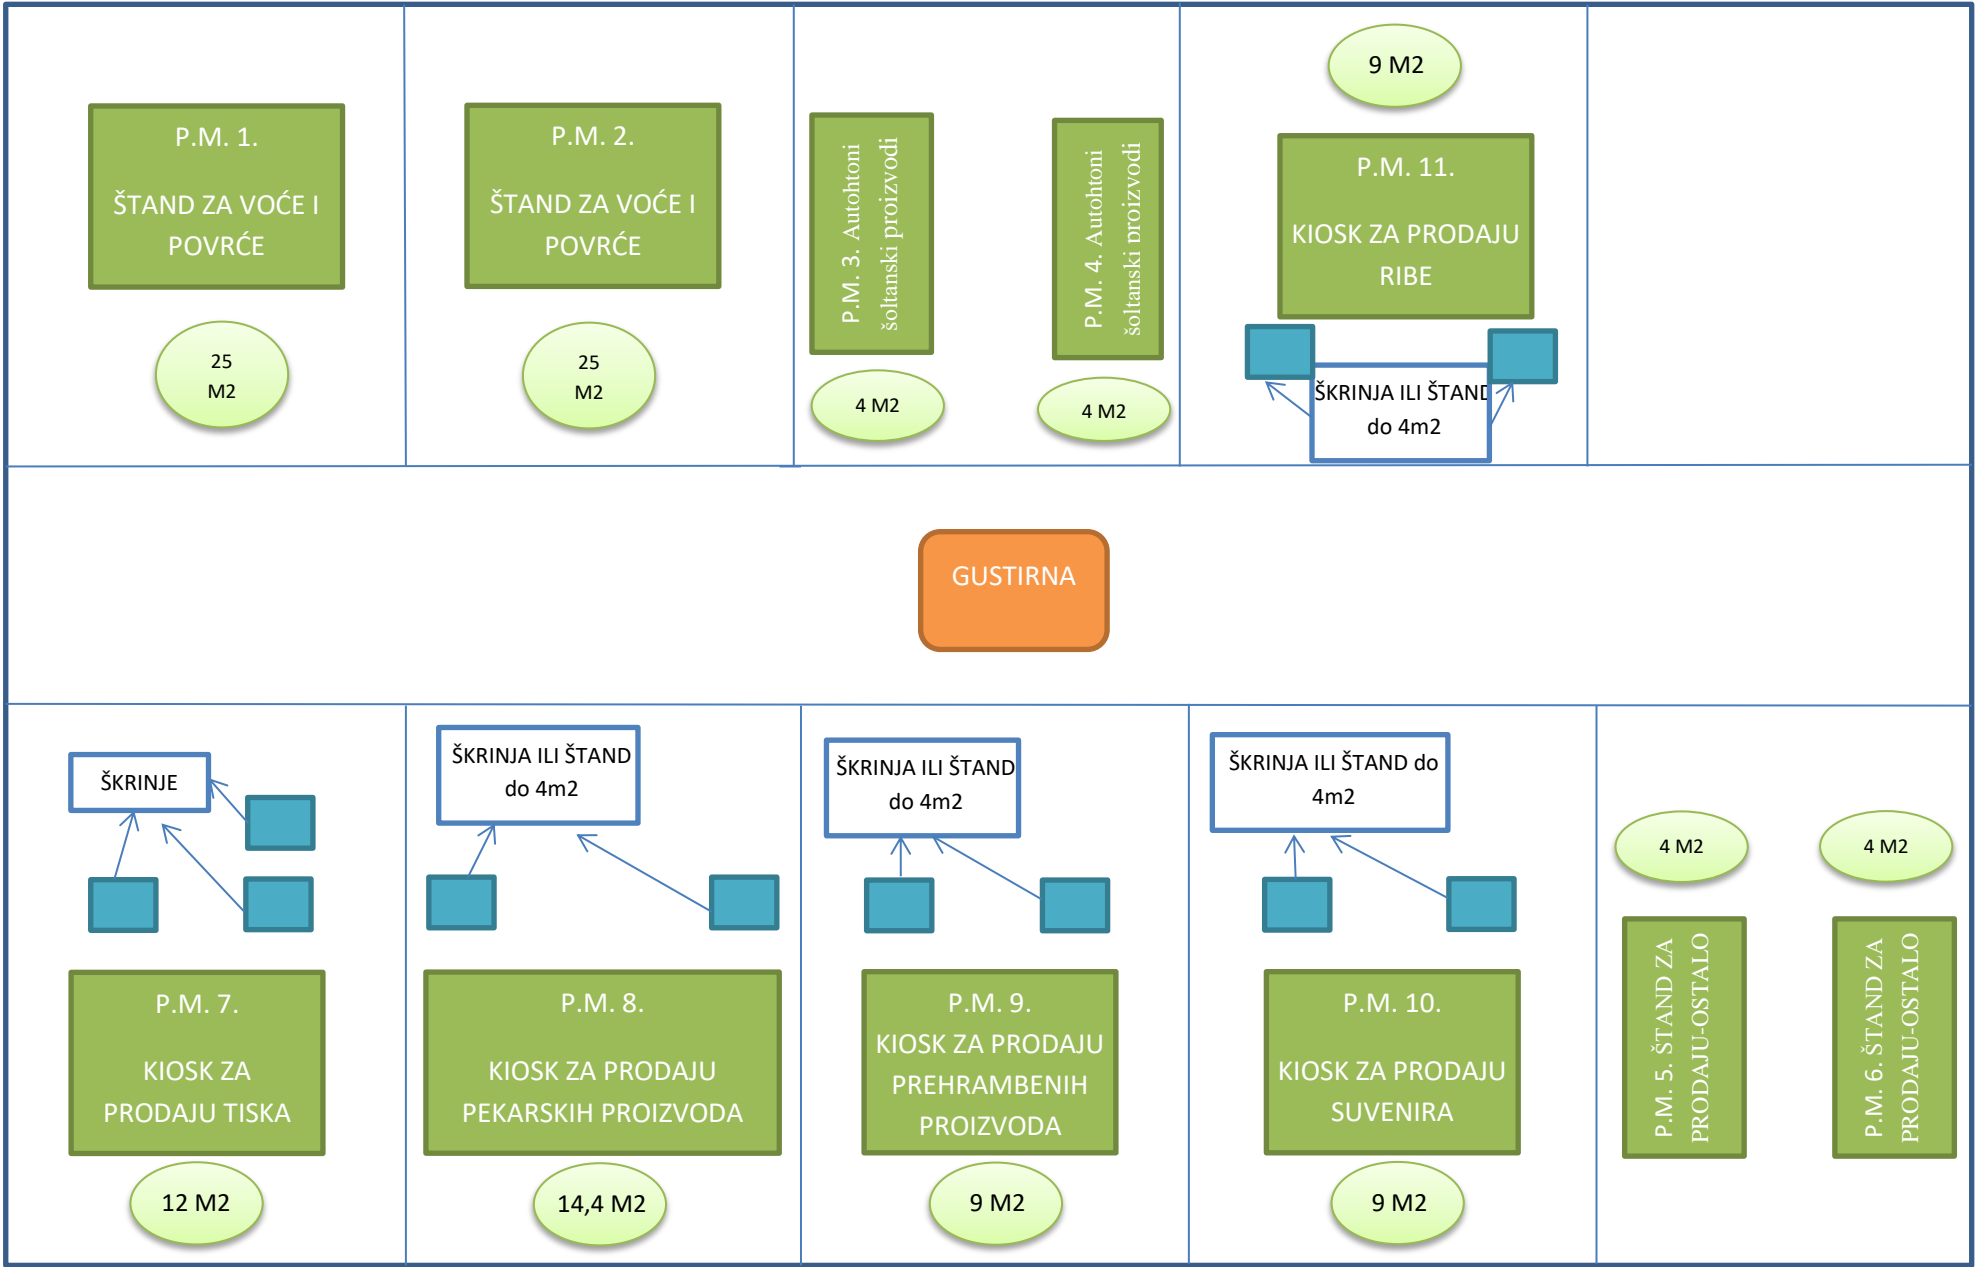 P.M. 1.
ŠTAND ZA VOĆE I
POVRĆE
25
M2
P.M. 2.
ŠTAND ZA VOĆE I
POVRĆE
25
M2
P.M. 3. Autohtoni
šoltanski proizvodi
4 M2
P.M. 4. Autohtoni
šoltanski proizvodi
4 M2
9 M2
P.M. 11.
KIOSK ZA PRODAJU
RIBE
ŠKRINJA ILI ŠTAND
do 4m2
GUSTIRNA
ŠKRINJE
P.M. 7.
KIOSK ZA
PRODAJU TISKA
12 M2
ŠKRINJA ILI ŠTAND
do 4m2
P.M. 8.
KIOSK ZA PRODAJU
PEKARSKIH PROIZVODA
14,4 M2
ŠKRINJA ILI ŠTAND
do 4m2
P.M. 9.
KIOSK ZA PRODAJU
PREHRAMBENIH
PROIZVODA
9 M2
ŠKRINJA ILI ŠTAND do
4m2
P.M. 10.
KIOSK ZA PRODAJU
SUVENIRA
9 M2
4 M2
P.M. 5. ŠTAND ZA
PRODAJU-OSTALO
4 M2
P.M. 6. ŠTAND ZA
PRODAJU-OSTALO